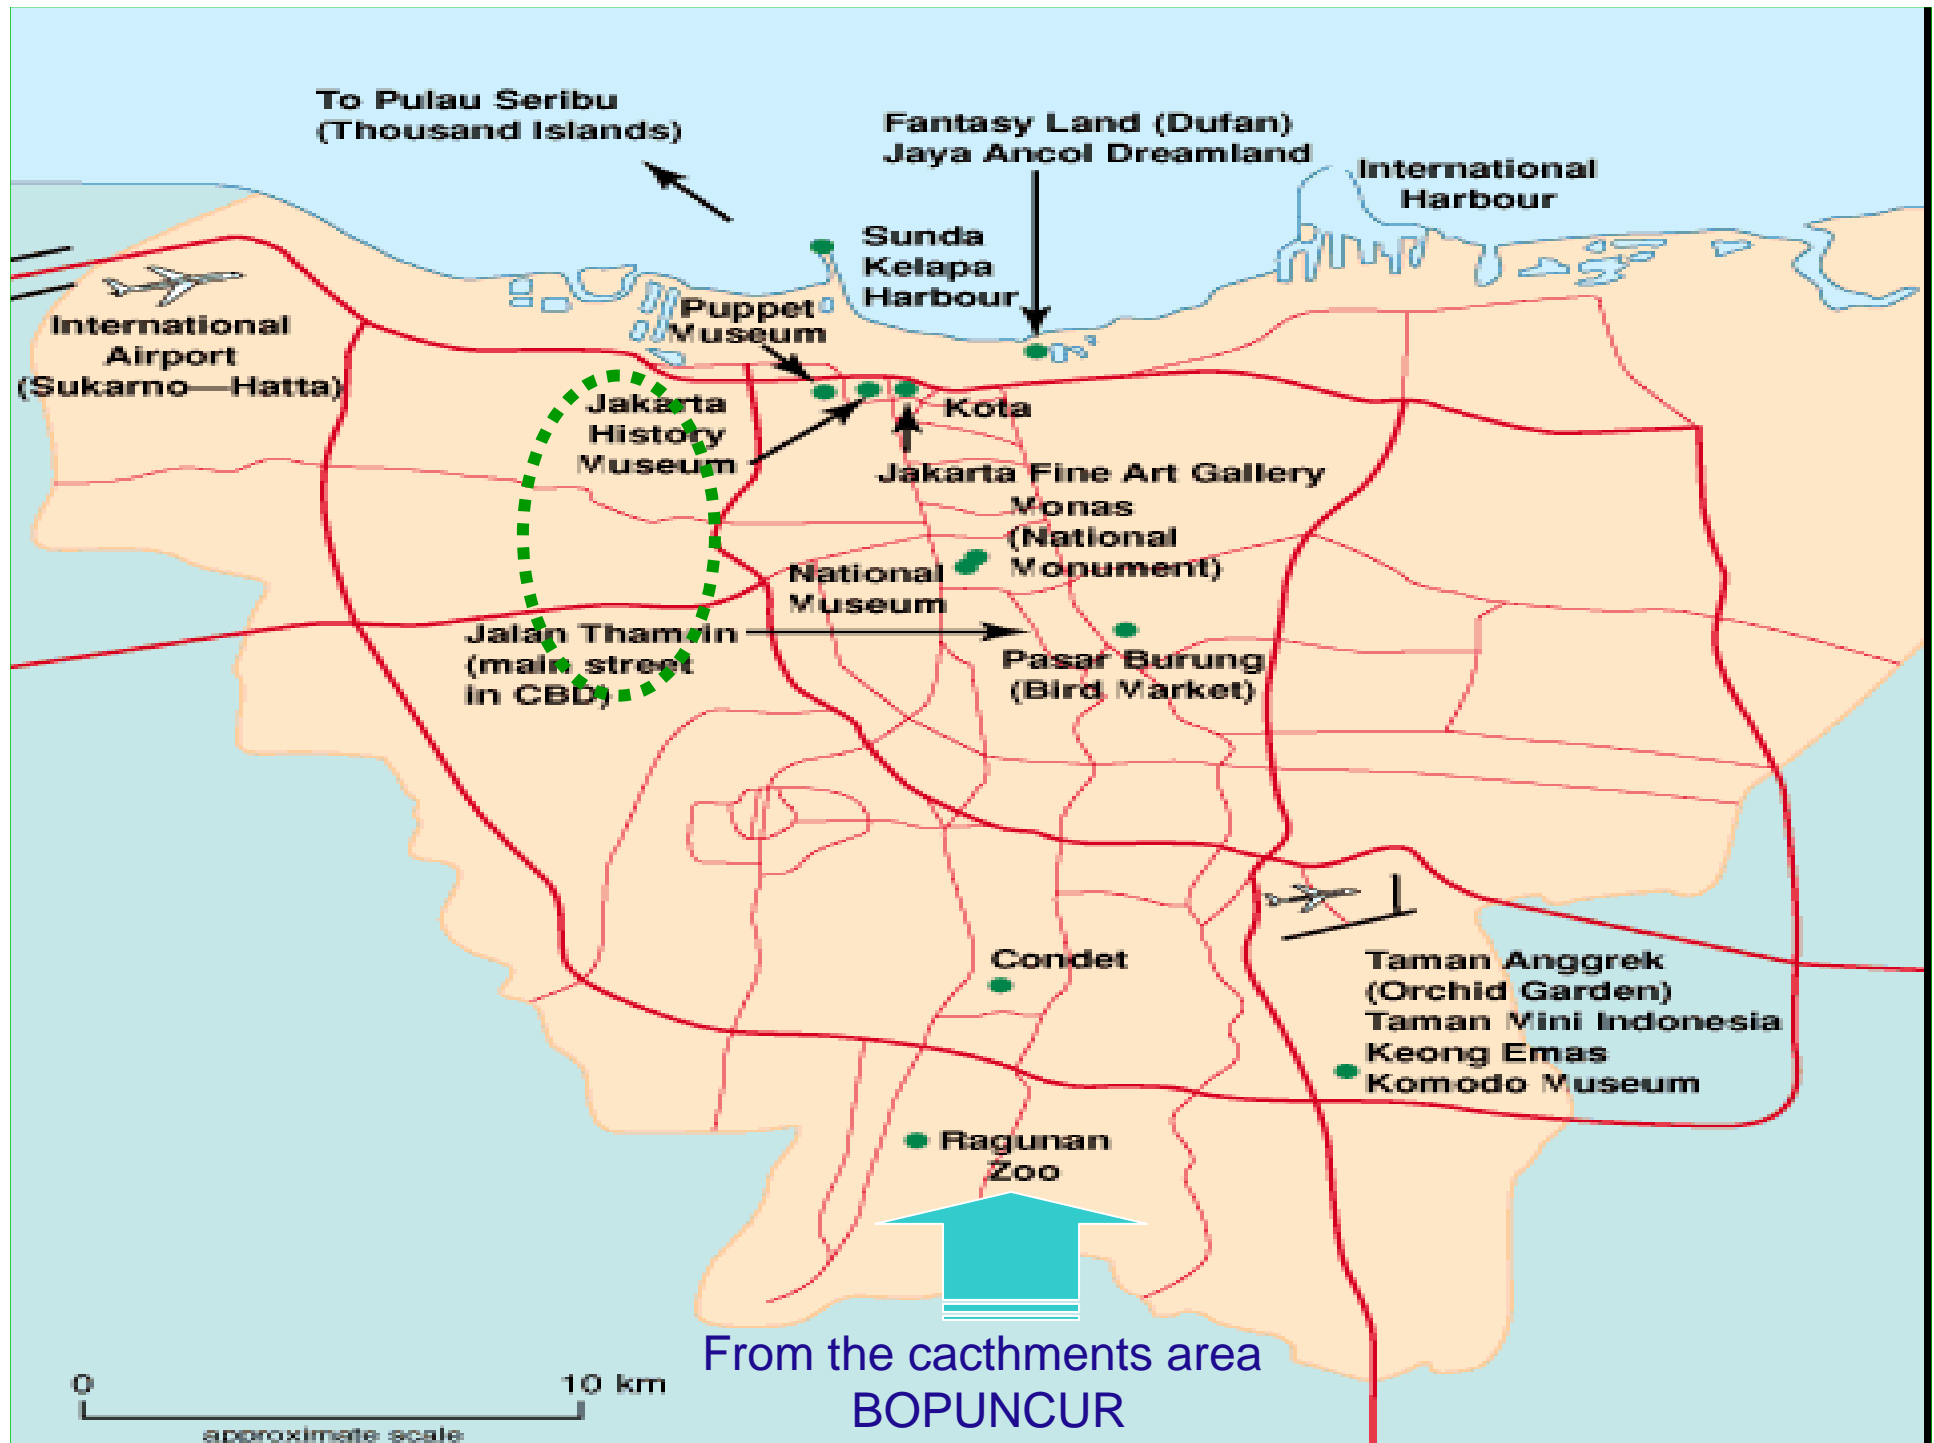 To Pulau Seribu
(Thousand Islands)
Fantasy Land (Dufan)
Jaya Ancol Dreamland
International
Harbour
Sunda
Kelapa
Harbour
Puppet
Museum
International
Airport
(Sukarno—Hatta)
Jakarta
History
Museum
Kota
Jakarta Fine Art Gallery
Monas
(National
Monument)
National
Museum
Jalan Thamrin
(main street
in CBD)
Pasar Burung
(Bird Market)
Condet
Taman Anggrek
(Orchid Garden)
Taman Mini Indonesia
Keong Emas
Komodo Museum
Ragunan
Zoo
From the cacthments area
BOPUNCUR
0 10 km
approximate scale